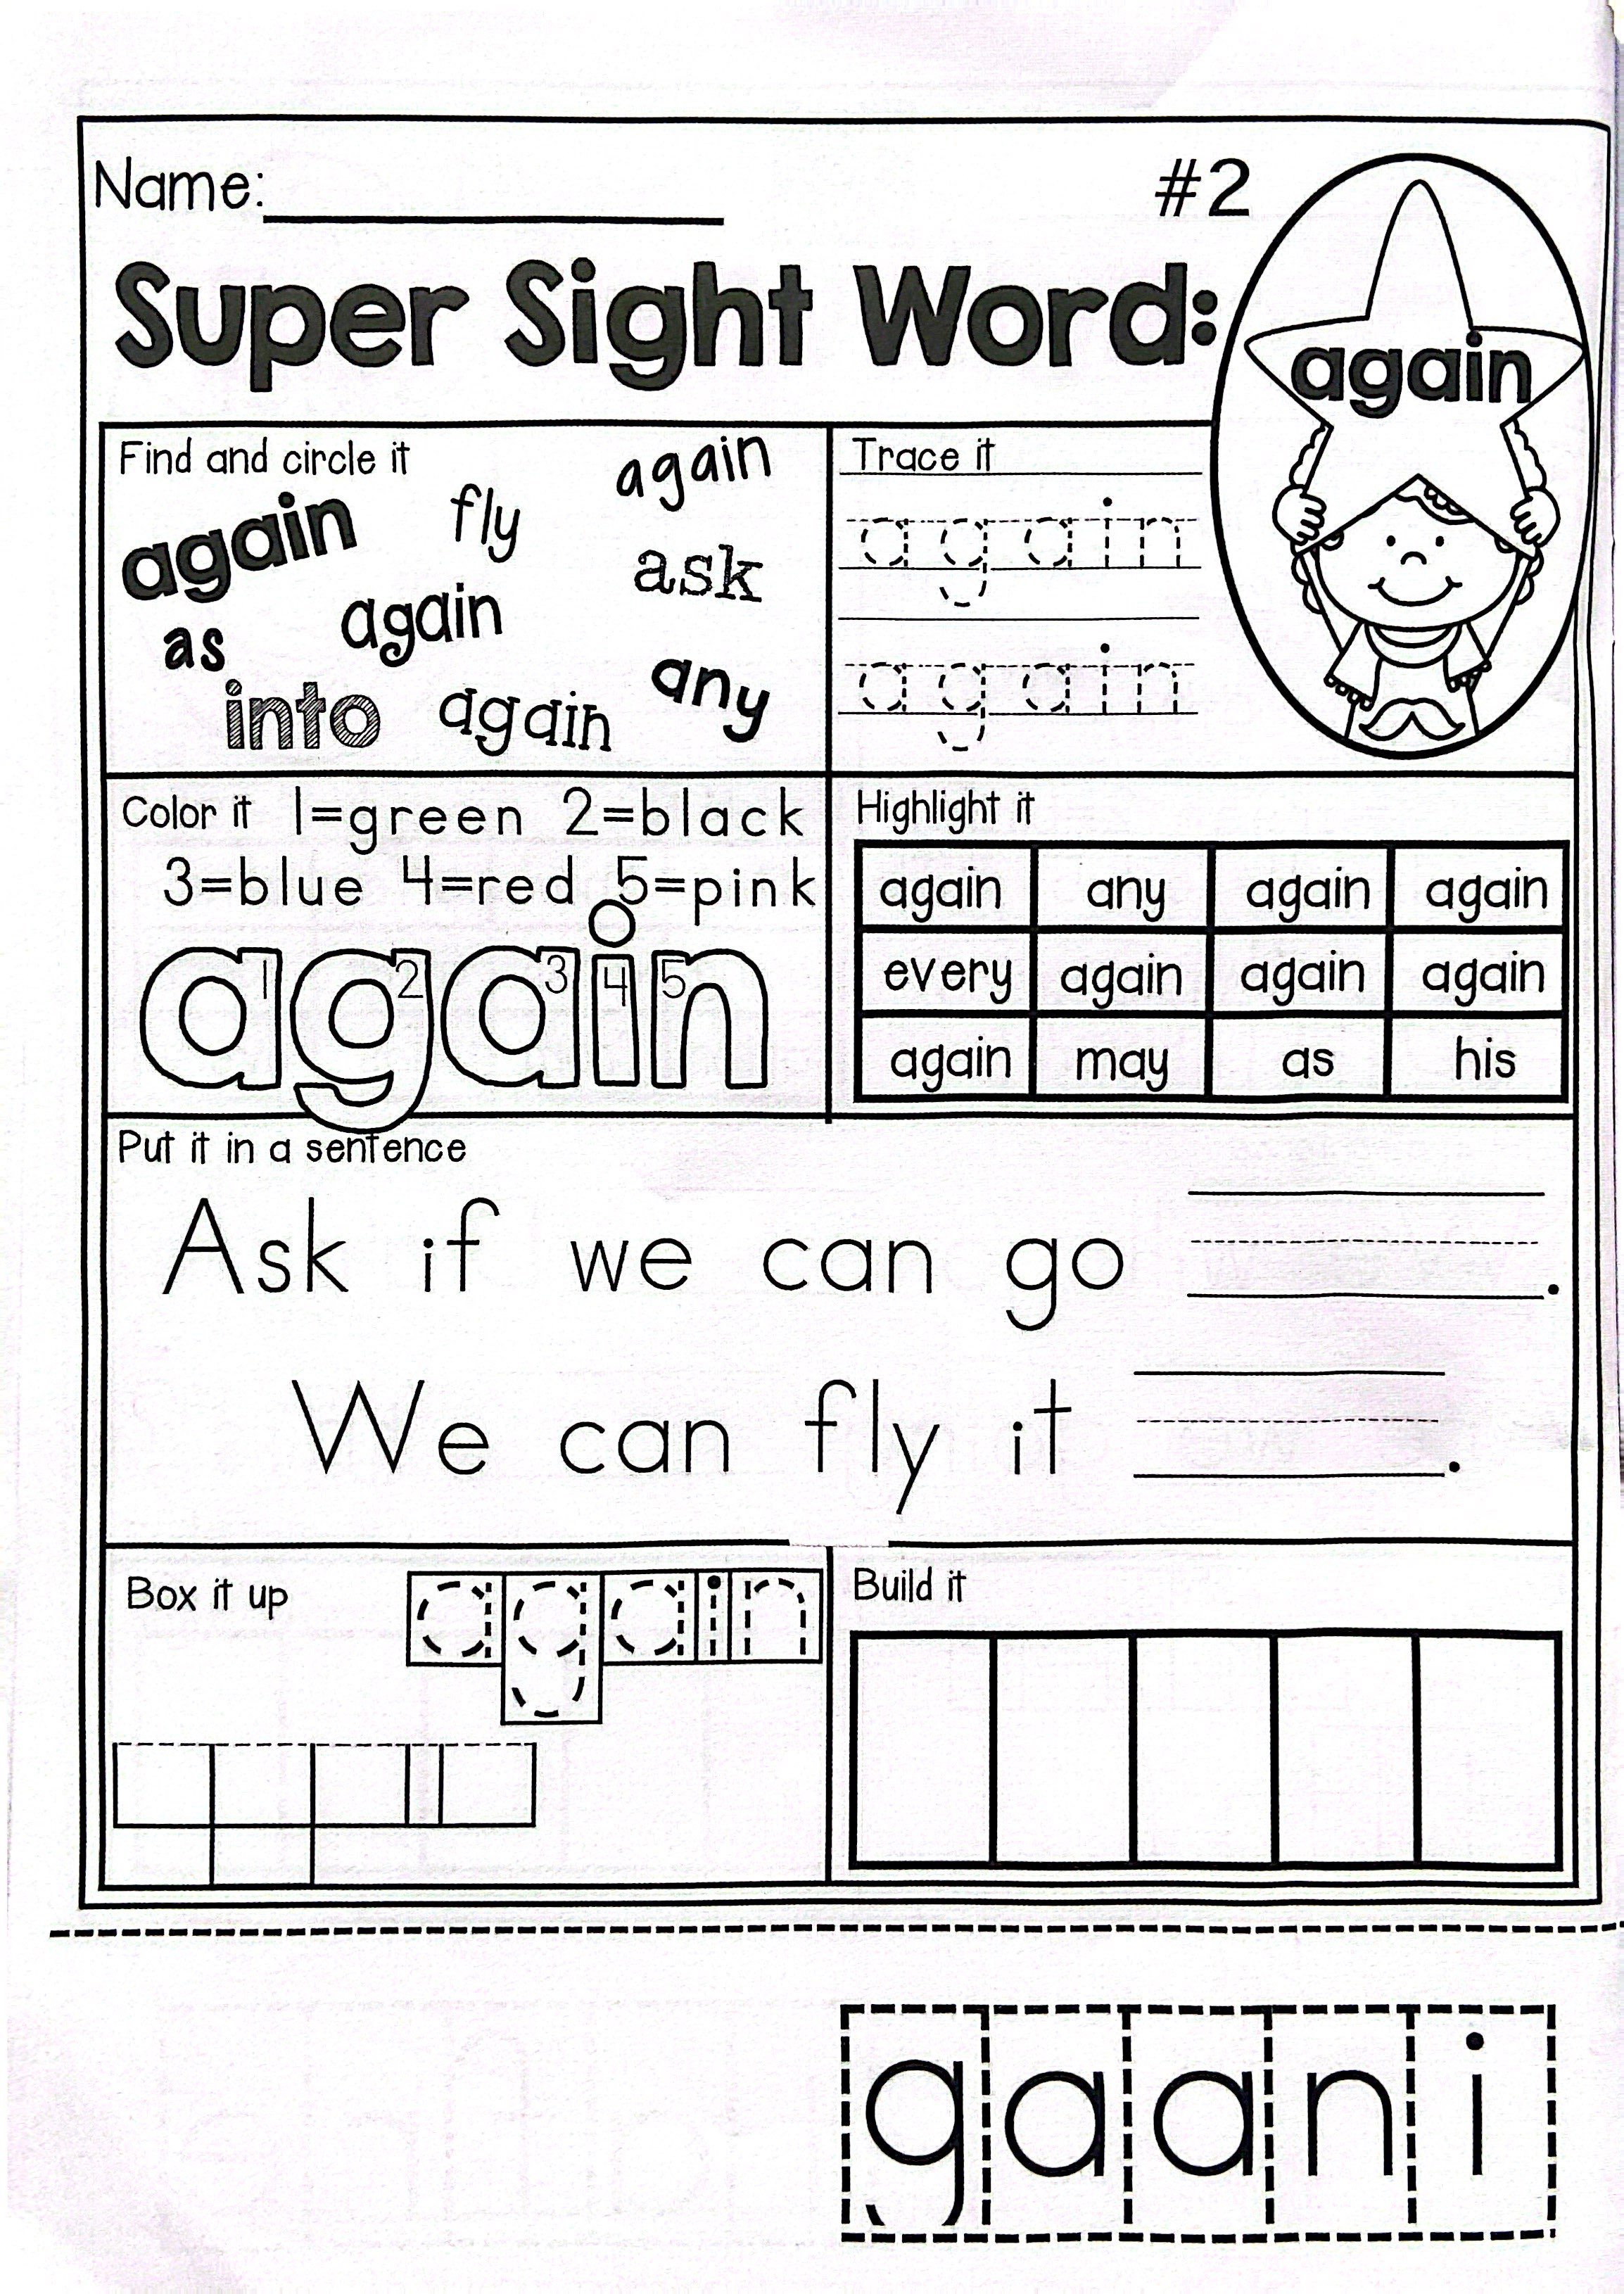 Name:
#2
Super Sight Word:
again
Find and circle it
again
again
fly
ask
again
as
any
into
again
Trace it
again
again
Color it 1=green 2=black
3=blue 4=red 5=pink
again
1 2 3 4 5
Highlight it
again any again again
every again again again
again may as his
Put it in a sentence
Ask if we can go .
We can fly it .
Box it up
again
Build it
g a a n i